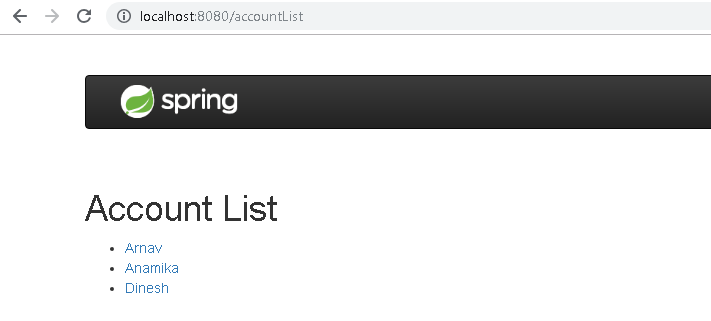 localhost:8080/accountList
spring
Account List
Arnav
Anamika
Dinesh